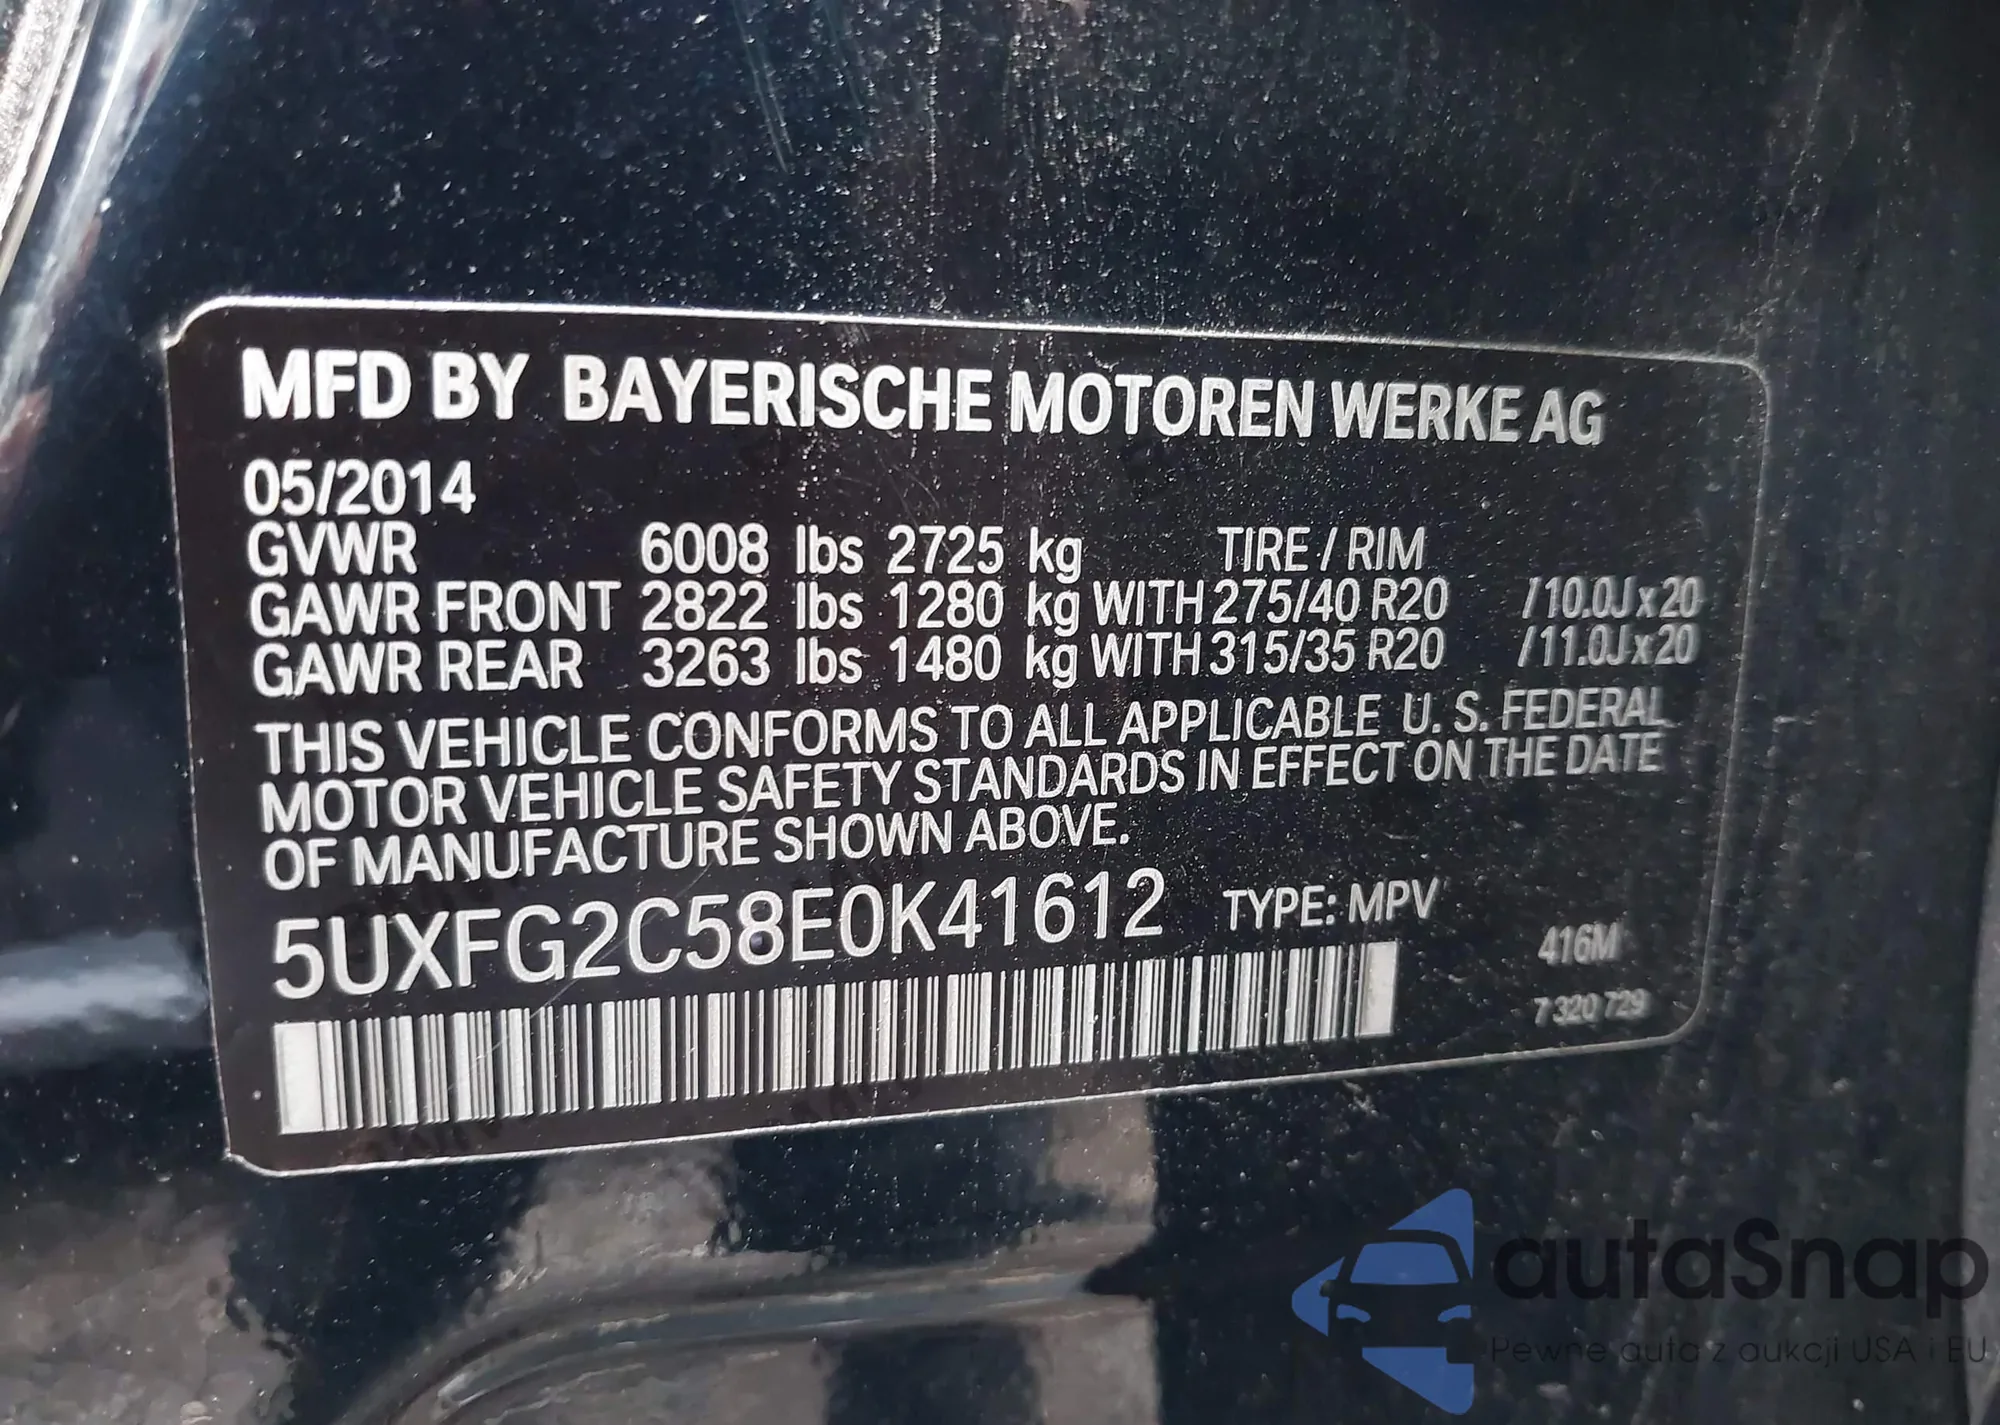 MFD BY BAYERISCHE MOTOREN WERKE AG
05/2014
GVWR 6008 lbs 2725 kg TIRE / RIM
GAWR FRONT 2822 lbs 1280 kg WITH 275/40 R20 / 10.0J x 20
GAWR REAR 3263 lbs 1480 kg WITH 315/35 R20 / 11.0J x 20
THIS VEHICLE CONFORMS TO ALL APPLICABLE U. S. FEDERAL
MOTOR VEHICLE SAFETY STANDARDS IN EFFECT ON THE DATE
OF MANUFACTURE SHOWN ABOVE.
5UXFG2C58E0K41612 TYPE: MPV
416M
7 320 729
autaSnap
Pewne auta z aukcji USA i EU